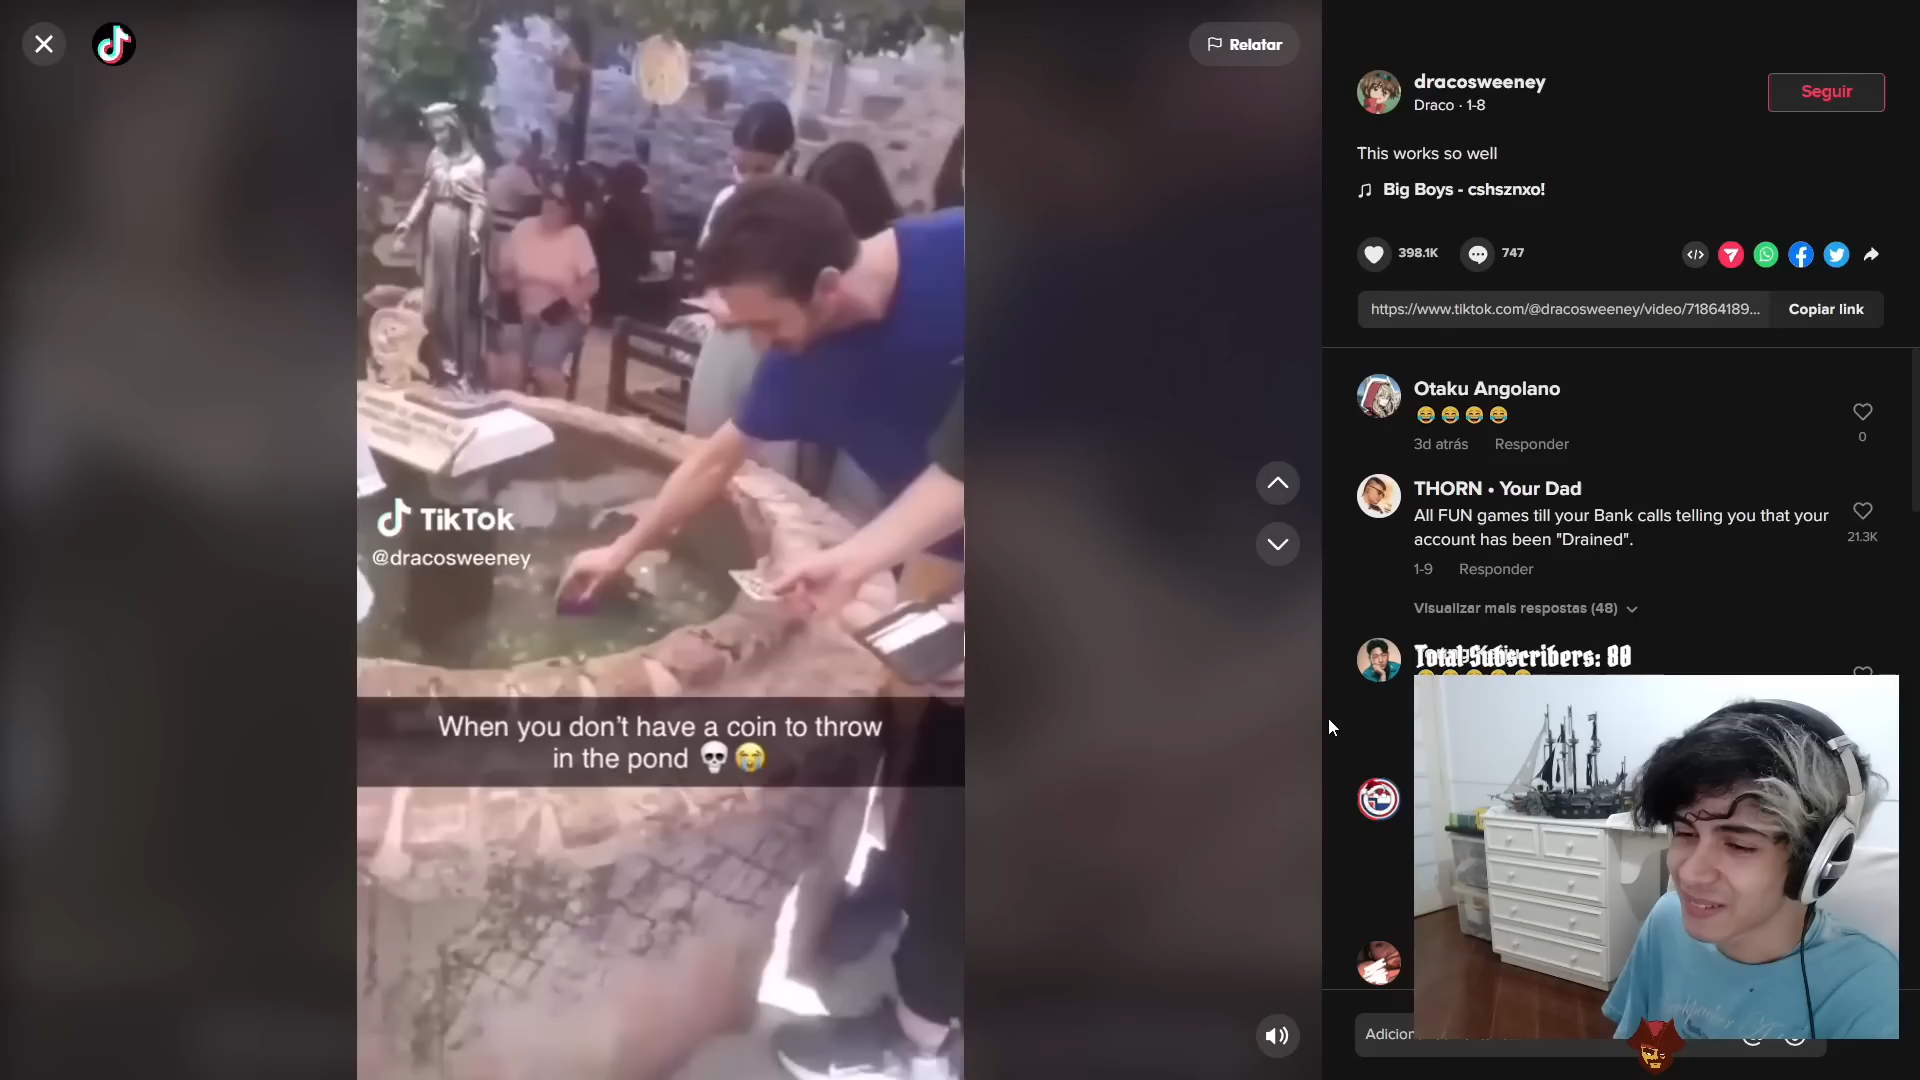 Relatar
TikTok
@dracosweeney
When you don't have a coin to throw
in the pond 💀😭
dracosweeney
Draco · 1-8
Seguir
This works so well
Big Boys - cshsznxo!
398.1K
747
https://www.tiktok.com/@dracosweeney/video/71864189...
Copiar link
Otaku Angolano
😂😂😂😂
3d atrás Responder
0
THORN • Your Dad
All FUN games till your Bank calls telling you that your
account has been "Drained".
21.3K
1-9 Responder
Visualizar mais respostas (48)
Total Subscribers: 88
Adicion